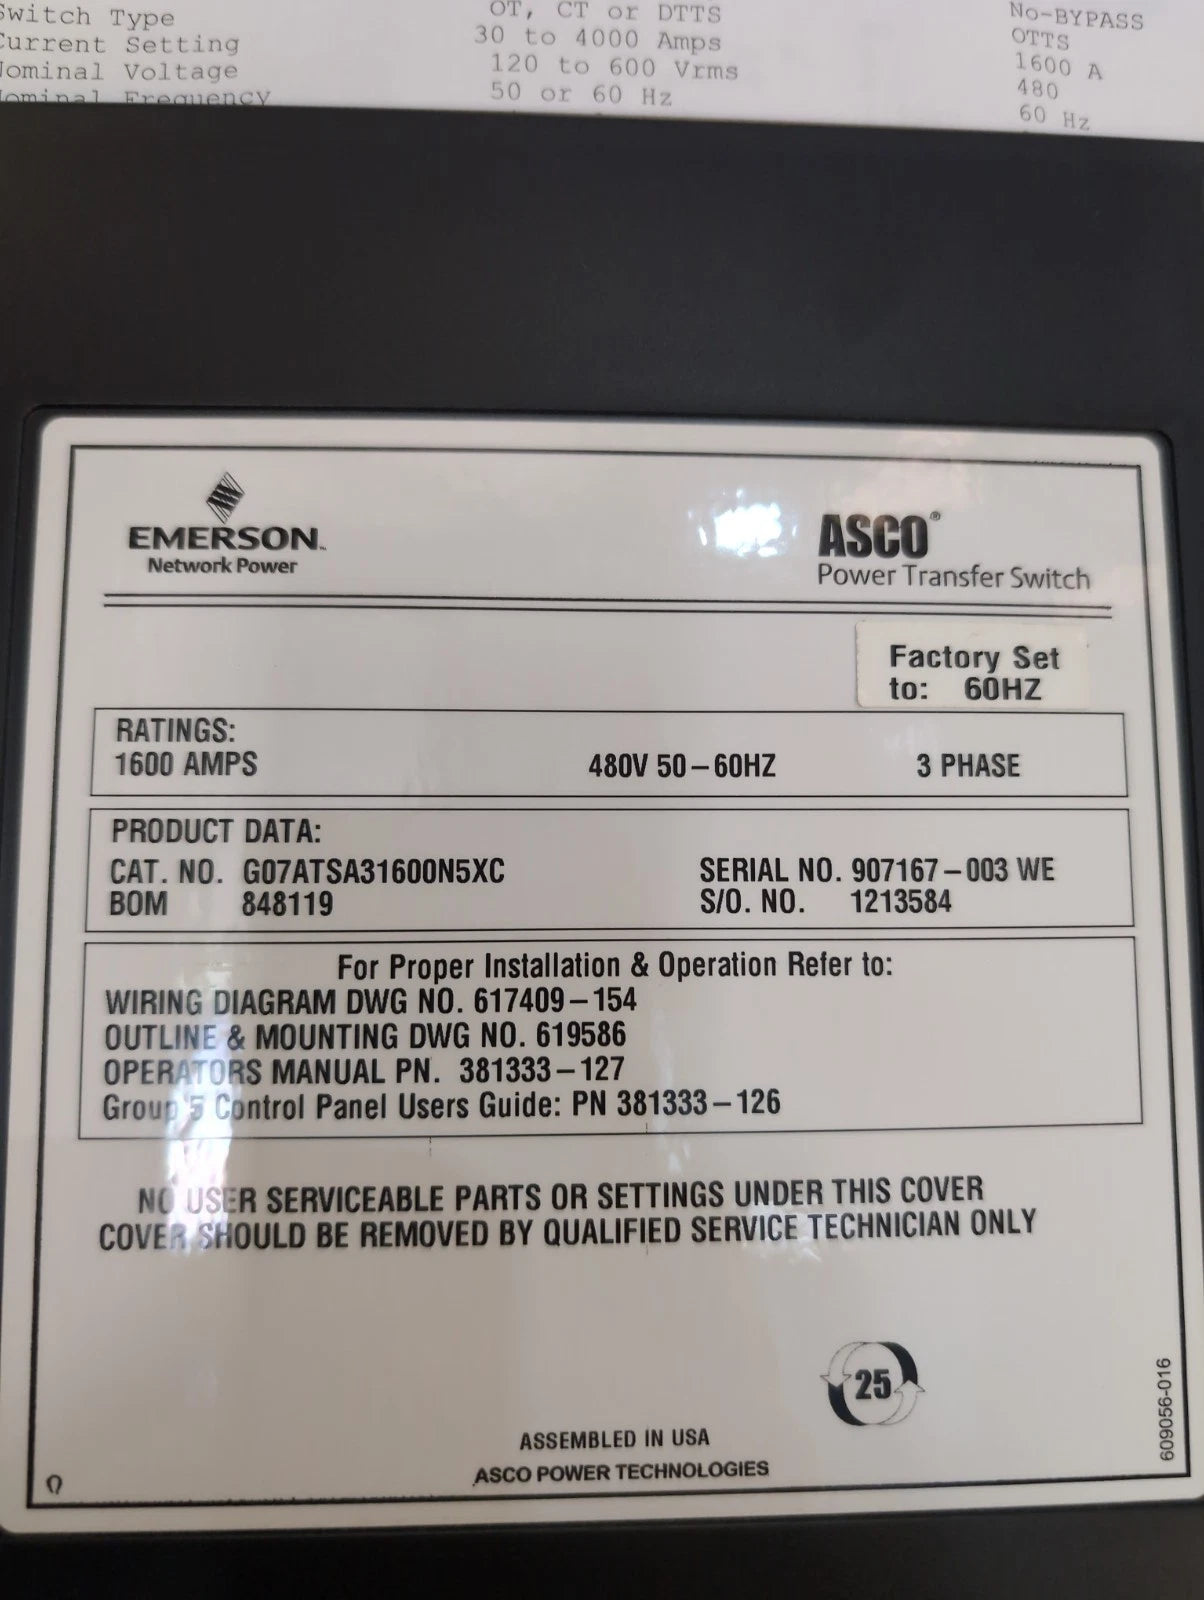 Switch Type OT, CT or DTTS No-BYPASS
Current Setting 30 to 4000 Amps OTTS
Nominal Voltage 120 to 600 Vrms 1600 A
Nominal Frequency 50 or 60 Hz 480
60 Hz
EMERSON
Network Power
ASCO®
Power Transfer Switch
Factory Set
to: 60HZ
RATINGS:
1600 AMPS 480V 50-60HZ 3 PHASE
PRODUCT DATA:
CAT. NO. G07ATSA31600N5XC SERIAL NO. 907167-003 WE
BOM 848119 S/O. NO. 1213584
For Proper Installation & Operation Refer to:
WIRING DIAGRAM DWG NO. 617409-154
OUTLINE & MOUNTING DWG NO. 619586
OPERATORS MANUAL PN. 381333-127
Group 5 Control Panel Users Guide: PN 381333-126
NO USER SERVICEABLE PARTS OR SETTINGS UNDER THIS COVER
COVER SHOULD BE REMOVED BY QUALIFIED SERVICE TECHNICIAN ONLY
25
ASSEMBLED IN USA
ASCO POWER TECHNOLOGIES
609056-016